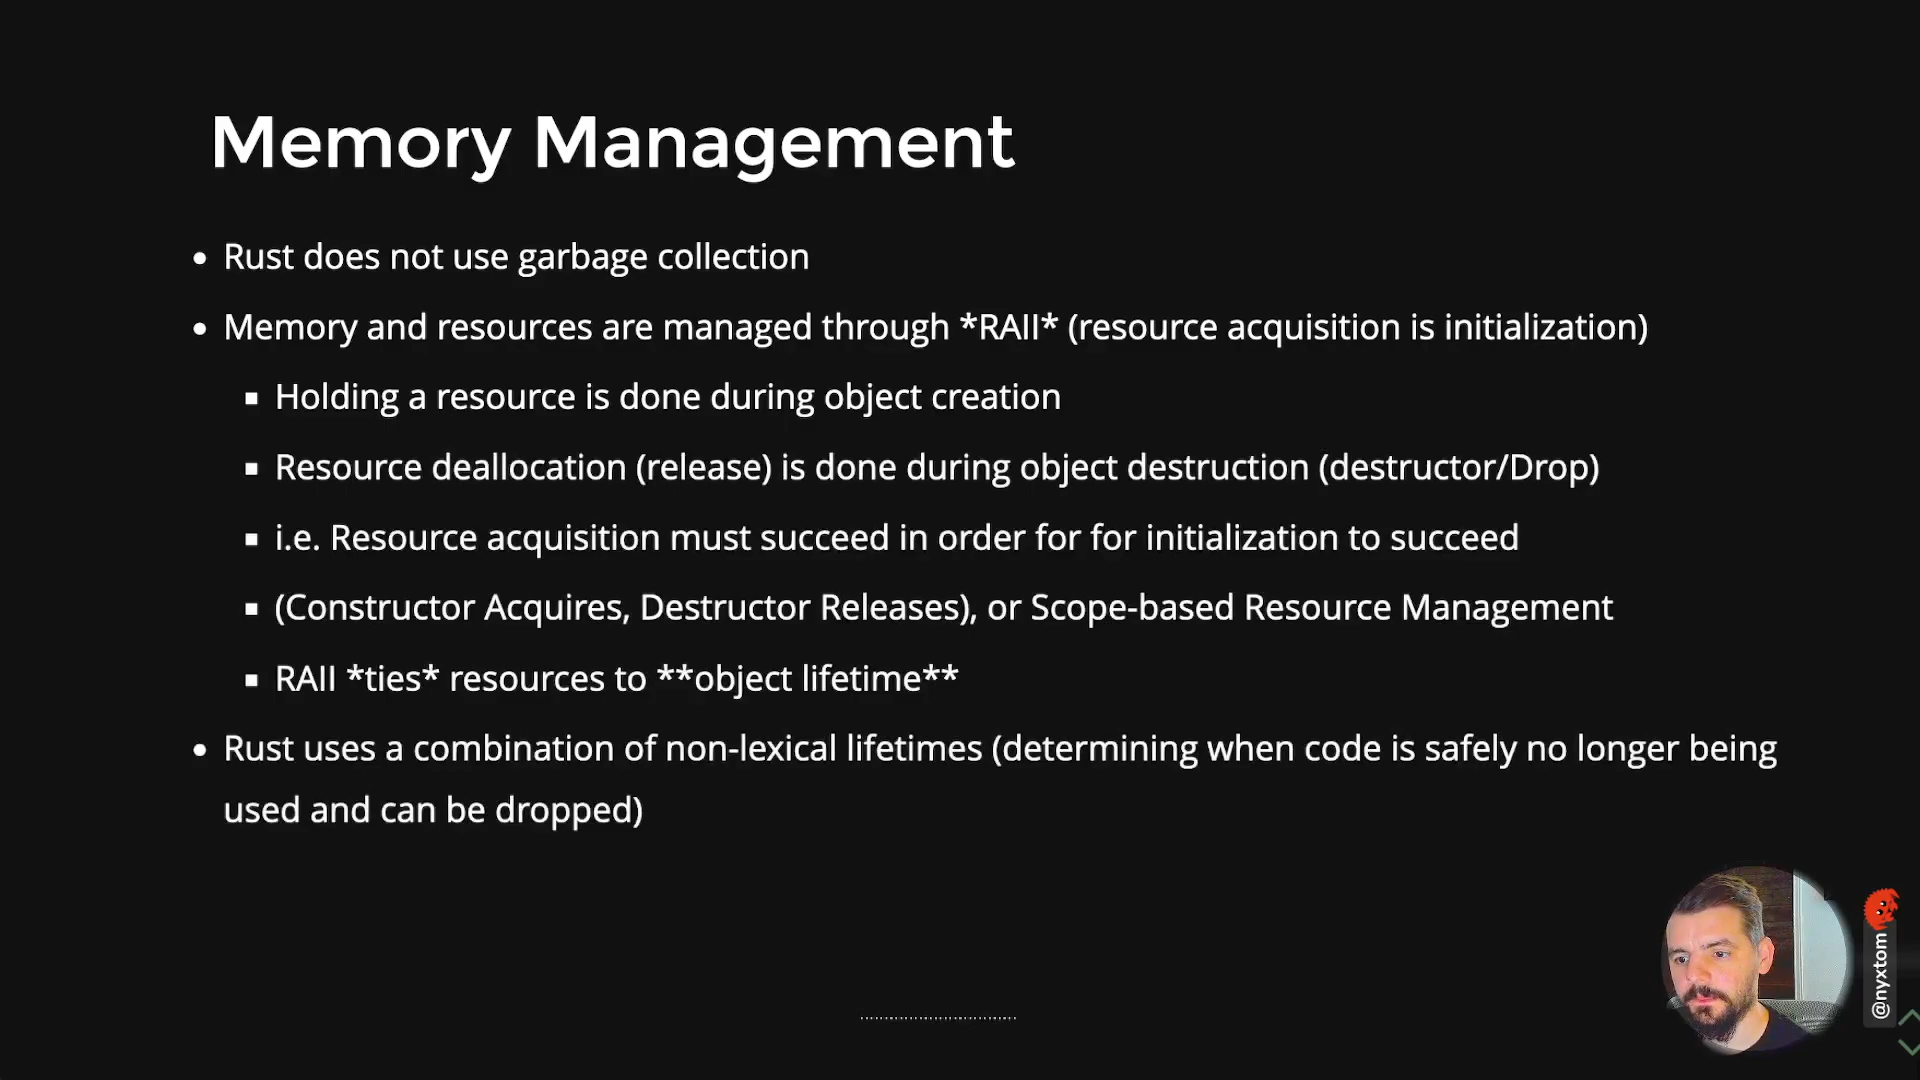 Memory Management
Rust does not use garbage collection
Memory and resources are managed through *RAII* (resource acquisition is initialization)
Holding a resource is done during object creation
Resource deallocation (release) is done during object destruction (destructor/Drop)
i.e. Resource acquisition must succeed in order for for initialization to succeed
(Constructor Acquires, Destructor Releases), or Scope-based Resource Management
RAII *ties* resources to **object lifetime**
Rust uses a combination of non-lexical lifetimes (determining when code is safely no longer being
used and can be dropped)
@nyxtom